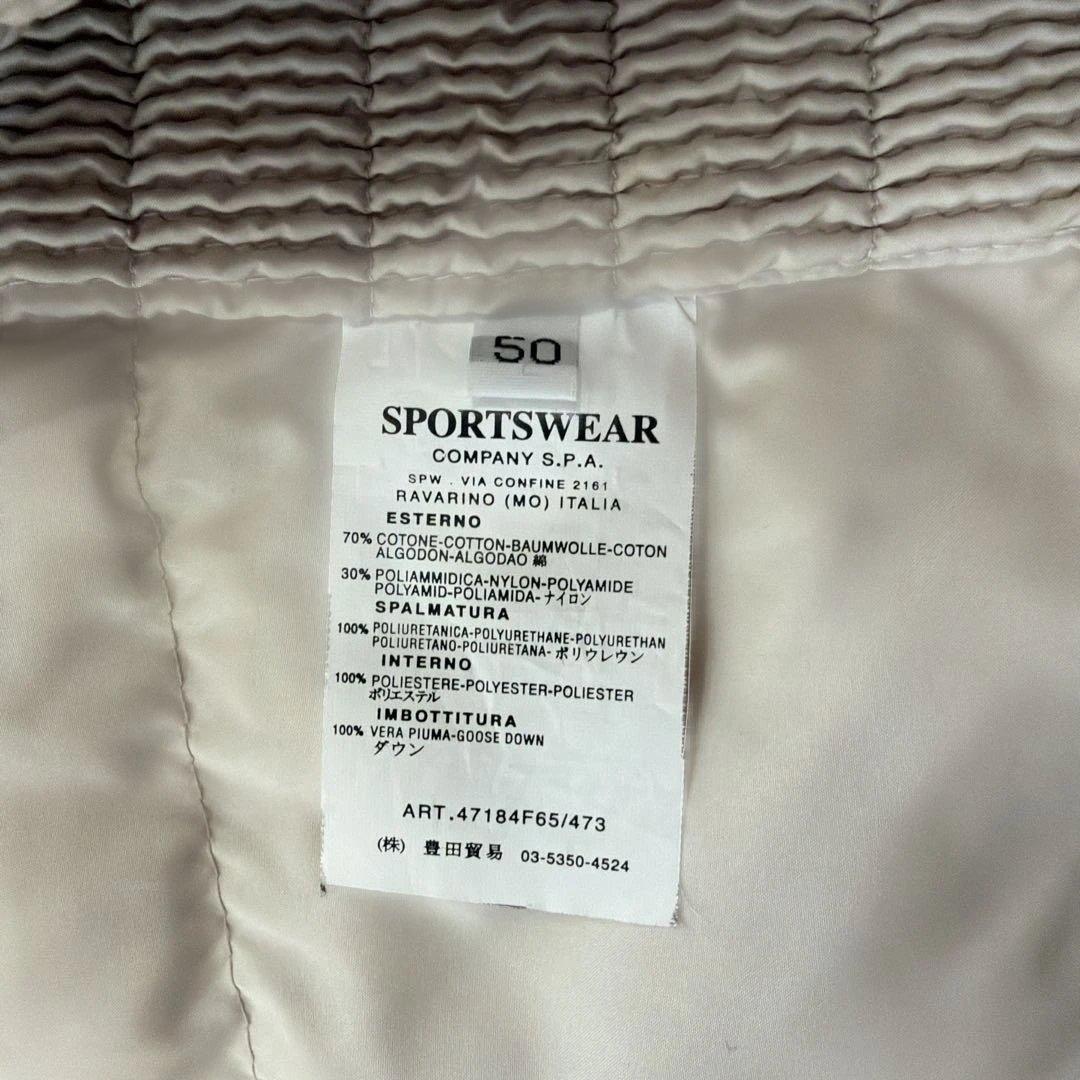 50
SPORTSWEAR
COMPANY S.P.A.
SPW . VIA CONFINE 2161
RAVARINO (MO) ITALIA
ESTERNO
70% COTONE-COTTON-BAUMWOLLE-COTON
ALGODON-ALGODAO 綿
30% POLIAMMIDICA-NYLON-POLYAMIDE
POLYAMID-POLIAMIDA-ナイロン
SPALMATURA
100% POLIURETANICA-POLYURETHANE-POLYURETHAN
POLIURETANO-POLIURETANA- ポリウレウン
INTERNO
100% POLIESTERE-POLYESTER-POLIESTER
ポリエステル
IMBOTTITURA
100% VERA PIUMA-GOOSE DOWN
ダウン
ART.47184F65/473
(株) 豊田貿易 03-5350-4524